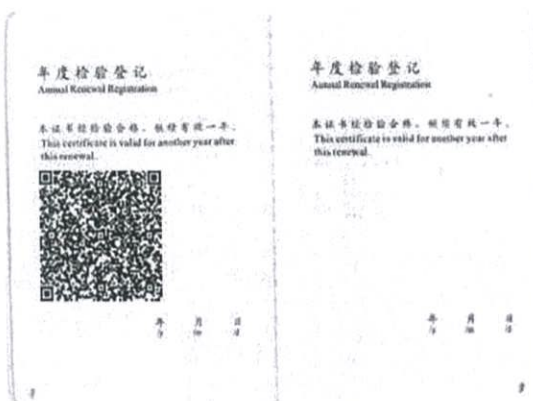 年度检验登记
Annual Renewal Registration
本证书经检验合格，继续有效一年。
This certificate is valid for another year after
this renewal.
年 月 日
年度检验登记
Annual Renewal Registration
本证书经检验合格，继续有效一年。
This certificate is valid for another year after
this renewal.
年 月 日